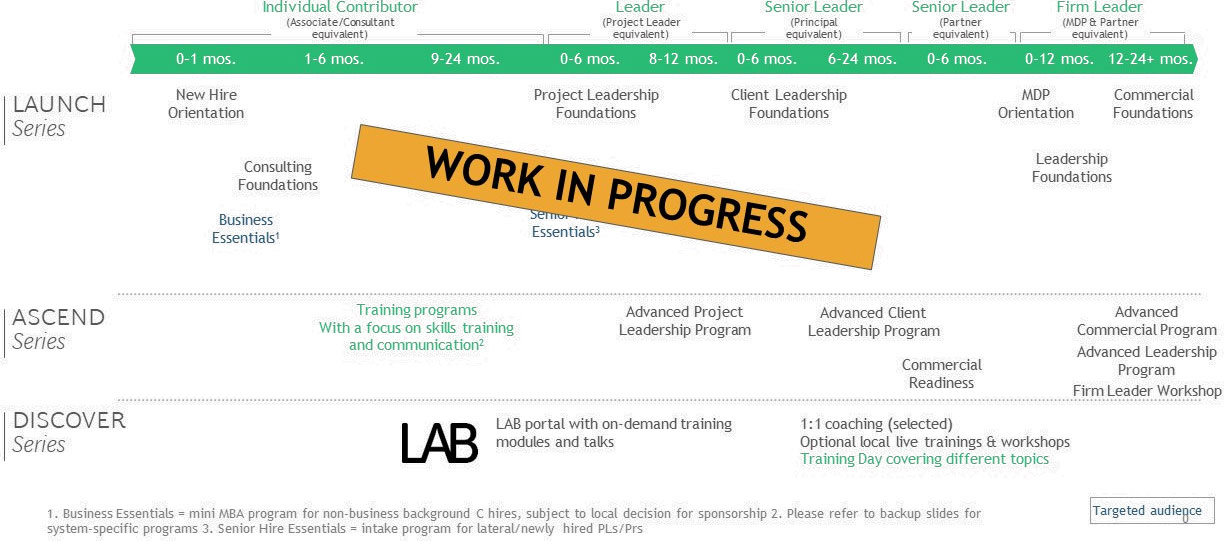 Individual Contributor
(Associate/Consultant
equivalent)
Leader
(Project Leader
equivalent)
Senior Leader
(Principal
equivalent)
Senior Leader
(Partner
equivalent)
Firm Leader
(MDP & Partner
equivalent)
0-1 mos.
1-6 mos.
9-24 mos.
0-6 mos.
8-12 mos.
0-6 mos.
6-24 mos.
0-6 mos.
0-12 mos.
12-24+ mos.
LAUNCH
Series
New Hire
Orientation
Project Leadership
Foundations
Client Leadership
Foundations
MDP
Orientation
Commercial
Foundations
Consulting
Foundations
Leadership
Foundations
WORK IN PROGRESS
Business
Essentials¹
Senior
Essentials³
ASCEND
Series
Training programs
With a focus on skills training
and communication²
Advanced Project
Leadership Program
Advanced Client
Leadership Program
Commercial
Readiness
Advanced
Commercial Program
Advanced Leadership
Program
Firm Leader Workshop
DISCOVER
Series
LAB
LAB portal with on-demand training
modules and talks
1:1 coaching (selected)
Optional local live trainings & workshops
Training Day covering different topics
1. Business Essentials = mini MBA program for non-business background C hires, subject to local decision for sponsorship 2. Please refer to backup slides for
system-specific programs 3. Senior Hire Essentials = intake program for lateral/newly hired PLs/Prs
Targeted audience
0